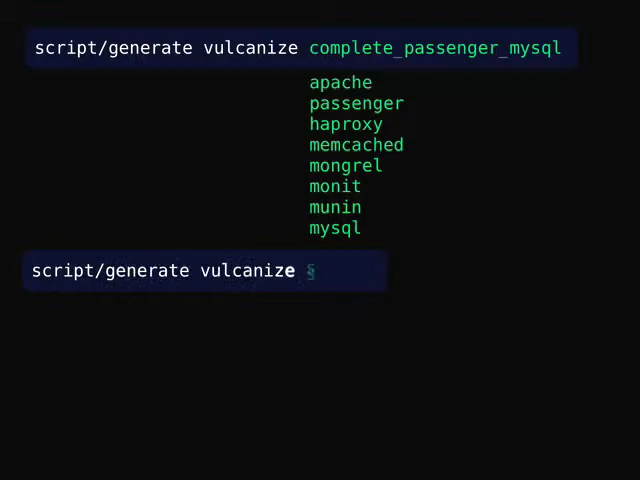 script/generate vulcanize complete_passenger_mysql
apache
passenger
haproxy
memcached
mongrel
monit
munin
mysql
script/generate vulcanize